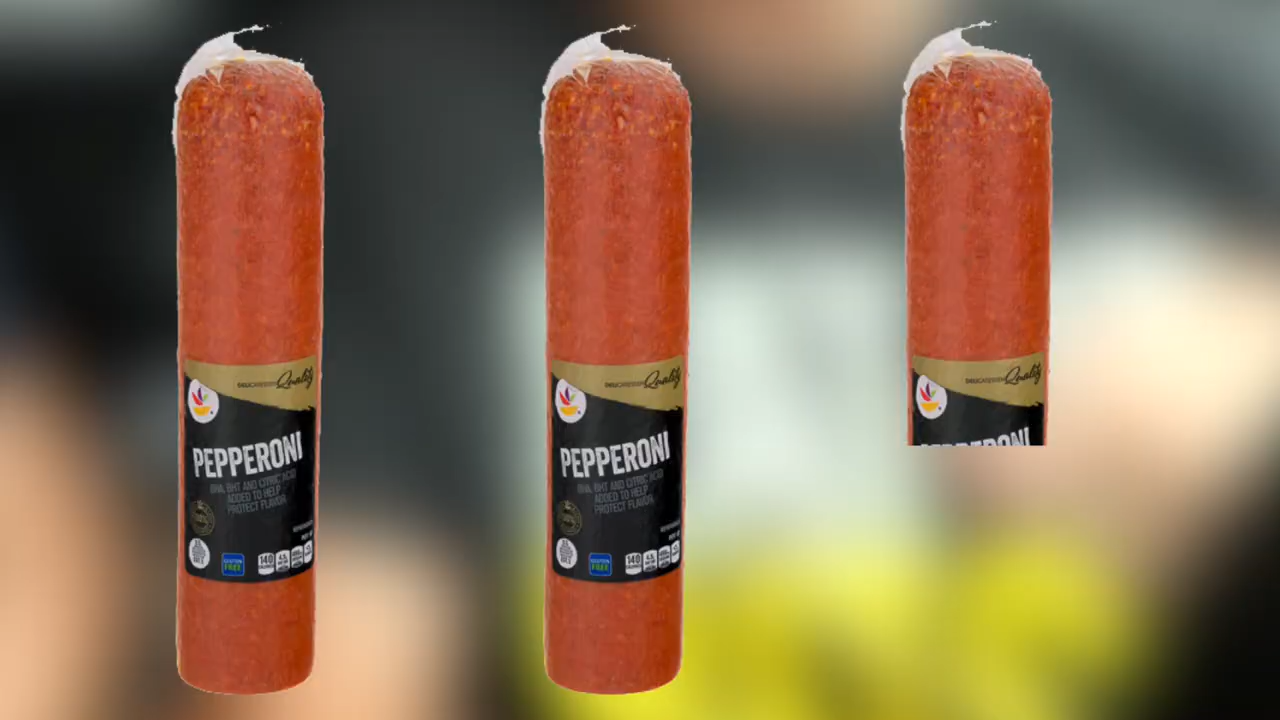 DELICATESSEN Quality
PEPPERONI
BHA, BHT AND CITRIC ACID
ADDED TO HELP
PROTECT FLAVOR
GLUTEN
FREE
140
DELICATESSEN Quality
PEPPERONI
BHA, BHT AND CITRIC ACID
ADDED TO HELP
PROTECT FLAVOR
GLUTEN
FREE
140
DELICATESSEN Quality
PEPPERONI